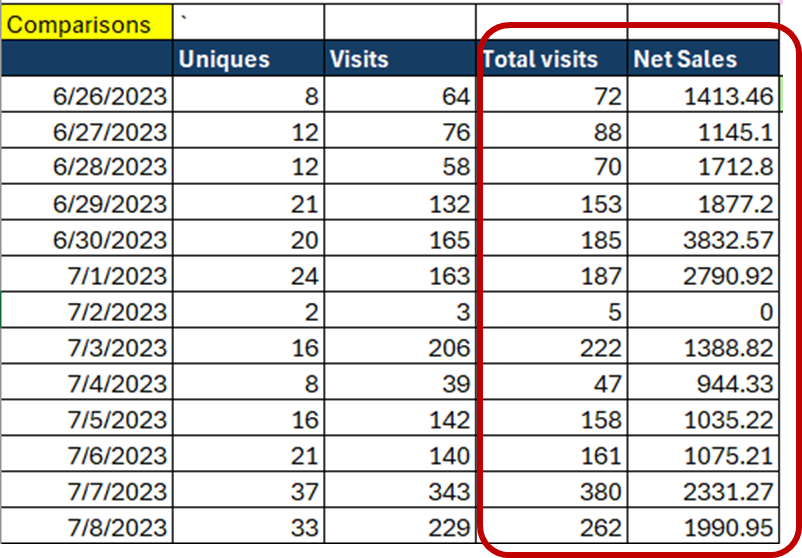 Comparisons `
Uniques Visits Total visits Net Sales
6/26/2023 8 64 72 1413.46
6/27/2023 12 76 88 1145.1
6/28/2023 12 58 70 1712.8
6/29/2023 21 132 153 1877.2
6/30/2023 20 165 185 3832.57
7/1/2023 24 163 187 2790.92
7/2/2023 2 3 5 0
7/3/2023 16 206 222 1388.82
7/4/2023 8 39 47 944.33
7/5/2023 16 142 158 1035.22
7/6/2023 21 140 161 1075.21
7/7/2023 37 343 380 2331.27
7/8/2023 33 229 262 1990.95